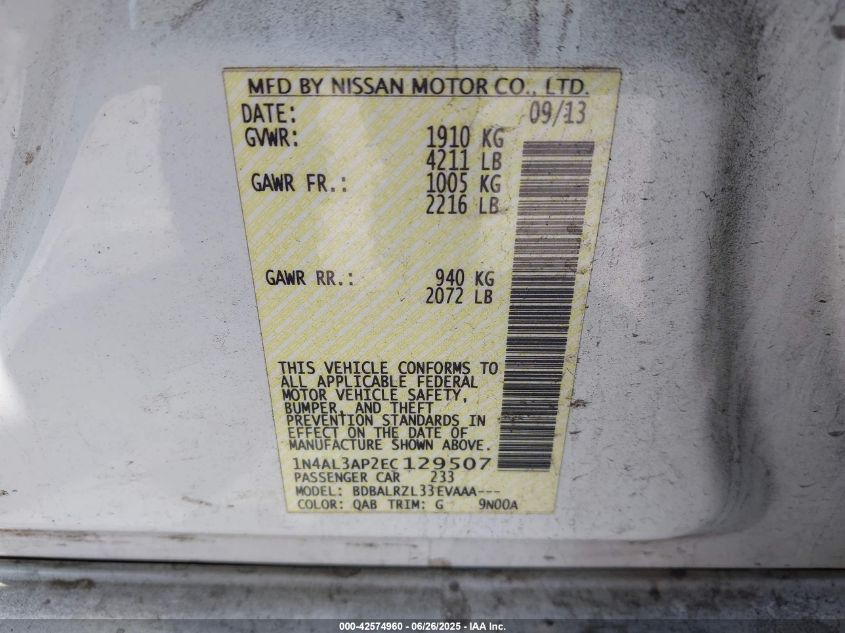 MFD BY NISSAN MOTOR CO., LTD.
DATE: 09/13
GVWR: 1910 KG
4211 LB
GAWR FR.: 1005 KG
2216 LB
GAWR RR.: 940 KG
2072 LB
THIS VEHICLE CONFORMS TO
ALL APPLICABLE FEDERAL
MOTOR VEHICLE SAFETY,
BUMPER, AND THEFT
PREVENTION STANDARDS IN
EFFECT ON THE DATE OF
MANUFACTURE SHOWN ABOVE.
1N4AL3AP2EC129507
PASSENGER CAR 233
MODEL: BDBALRZL33EVAAA---
COLOR: QAB TRIM: G 9N00A
000-42574960 - 06/26/2025 - IAA Inc.